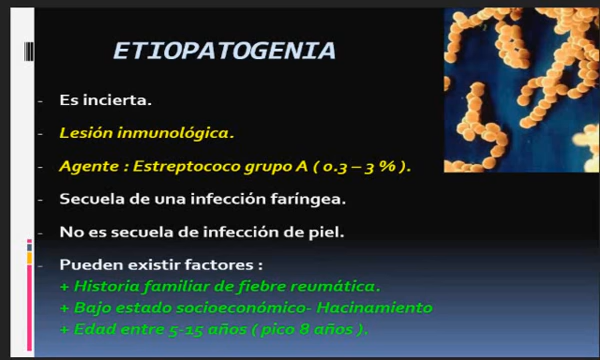 ETIOPATOGENIA
- Es incierta.
- Lesión inmunológica.
- Agente : Estreptococo grupo A ( 0.3 – 3 % ).
- Secuela de una infección faríngea.
- No es secuela de infección de piel.
- Pueden existir factores :
+ Historia familiar de fiebre reumática.
+ Bajo estado socioeconómico- Hacinamiento
+ Edad entre 5-15 años ( pico 8 años ).